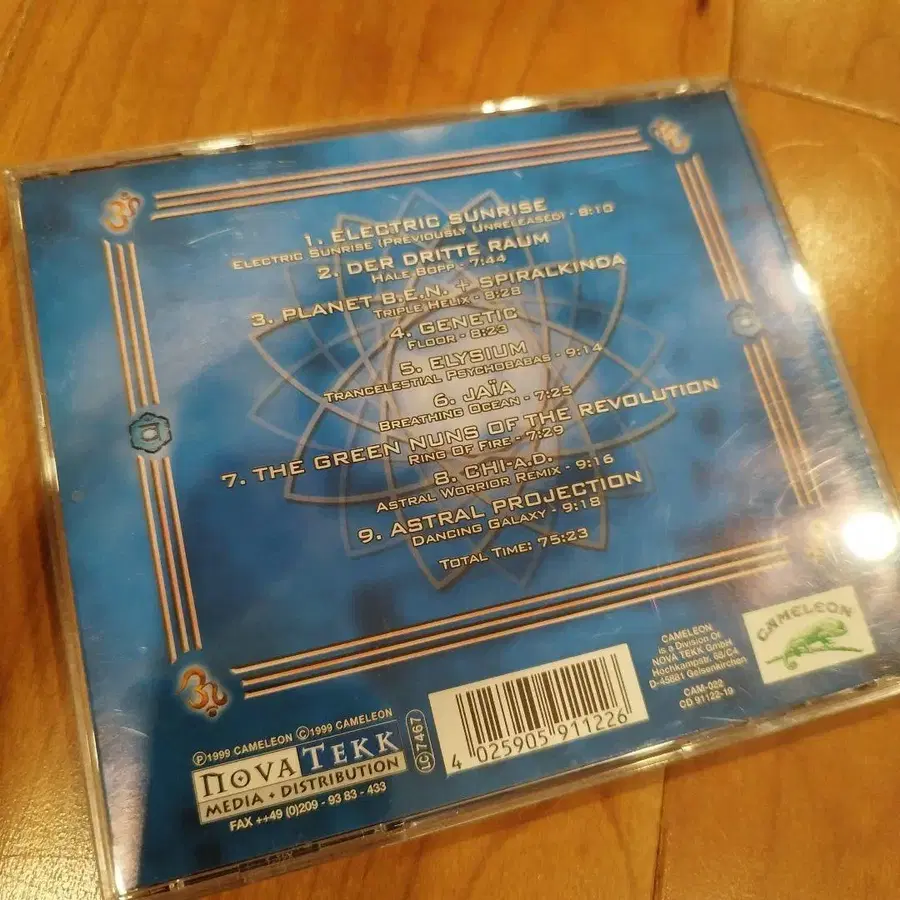 1. ELECTRIC SUNRISE
ELECTRIC SUNRISE (PREVIOUSLY UNRELEASED) - 8:10
2. DER DRITTE RAUM
HALE BOPP - 7:44
3. PLANET B.E.N. + SPIRALKINDA
TRIPLE HELIX - 8:28
4. GENETIC
FLOOR - 8:23
5. ELYSIUM
TRANCELESTIAL PSYCHOBABAS - 9:14
6. JAÏA
BREATHING OCEAN - 7:25
7. THE GREEN NUNS OF THE REVOLUTION
RING OF FIRE - 7:29
8. CHI-A.D.
ASTRAL WORRIOR REMIX - 9:16
9. ASTRAL PROJECTION
DANCING GALAXY - 9:18
TOTAL TIME: 75:23
Ⓟ1999 CAMELEON ©1999 CAMELEON
NOVA TEKK
MEDIA + DISTRIBUTION
FAX ++49 (0)209 - 93 83 - 433
LC 7467
4 025905 911226
CAMELEON
is a Division Of
NOVA TEKK GmbH
Hochkampstr. 68/C4
D-45881 Gelsenkirchen
CAM-022
CD 91122-19
CAMELEON